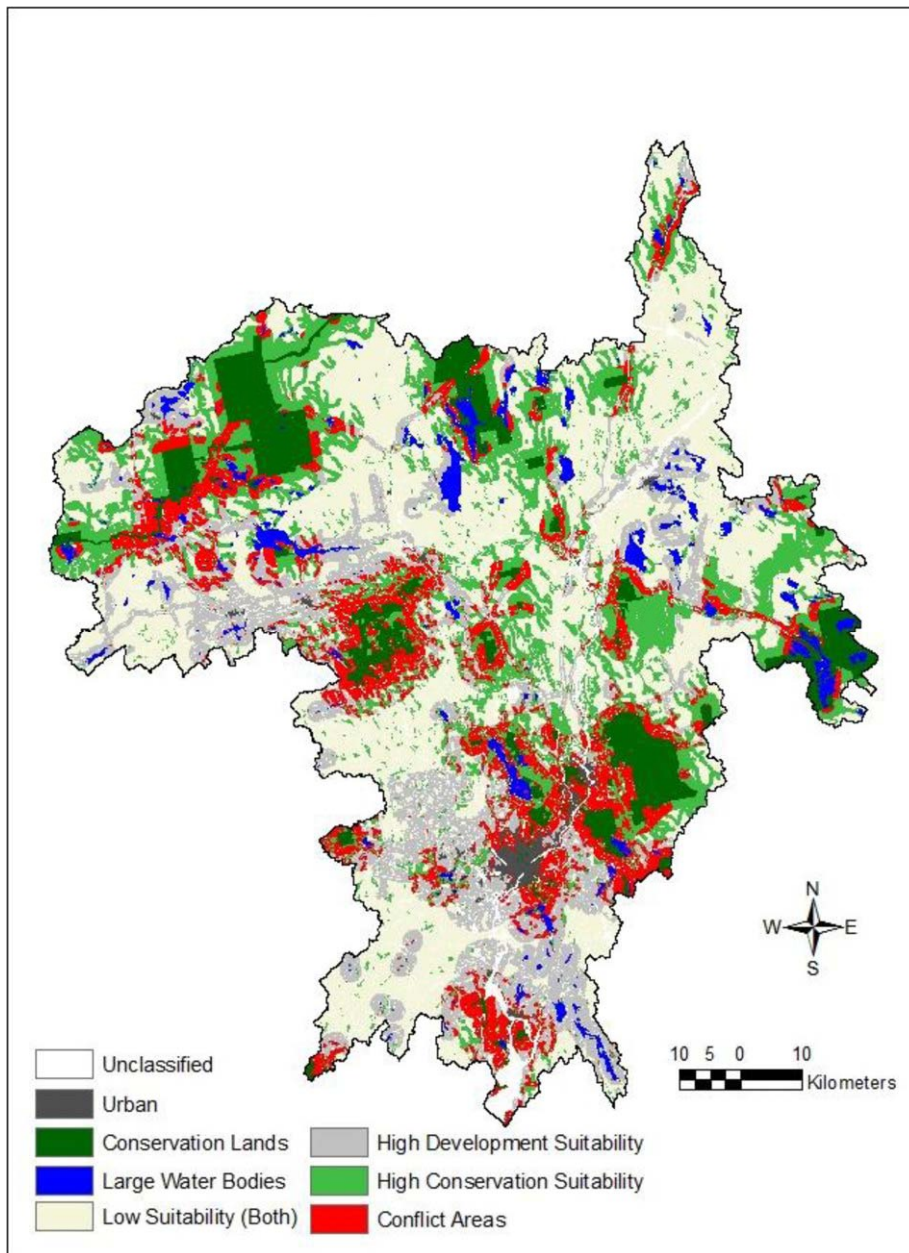 N
W E
S
10 5 0 10
Kilometers
Unclassified
Urban
Conservation Lands
Large Water Bodies
Low Suitability (Both)
High Development Suitability
High Conservation Suitability
Conflict Areas